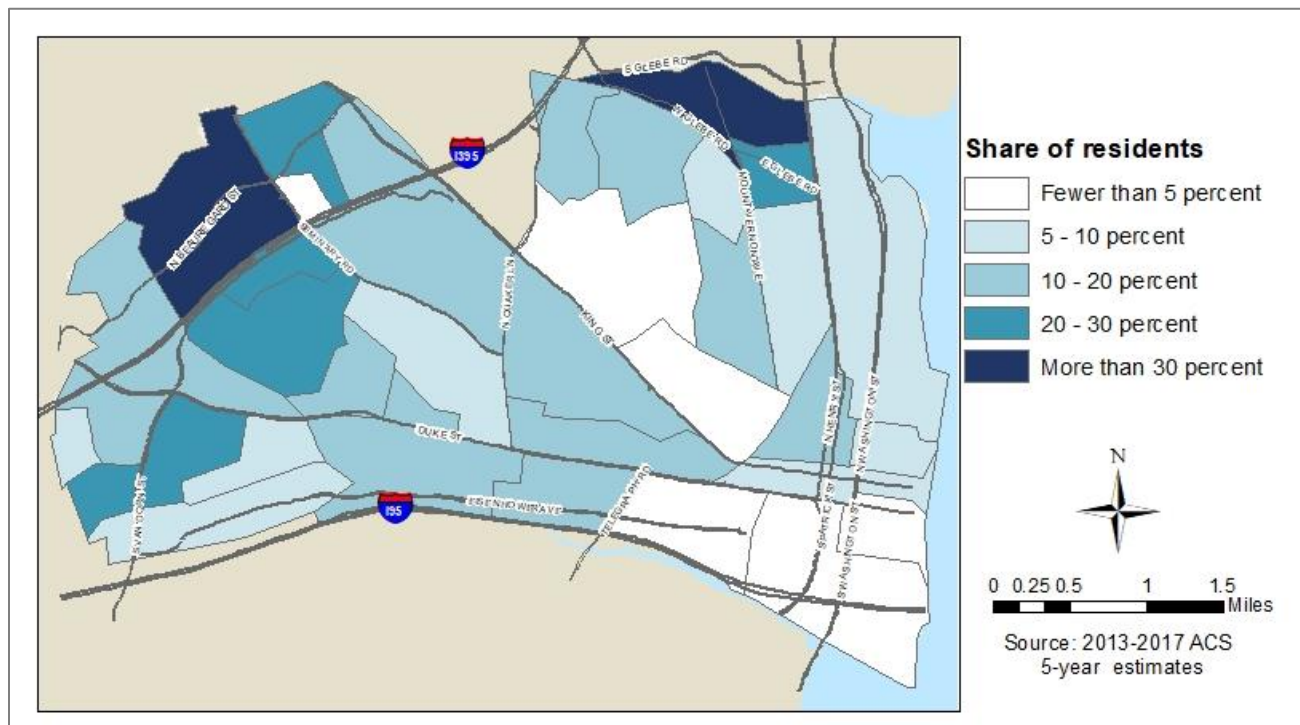 E GLEBE RD
I395
W GLEBE RD
E GLEBE RD
MOUNT VERNON AVE
N BEAUREGARD ST
SEMINARY RD
N QUAKER LN
KING ST
N HENRY ST
N WASHINGTON ST
DUKE ST
TELEGRAPH RD
I95
EISENHOWER AVE
S VAN DORN ST
S PATRICK ST
S WASHINGTON ST
Share of residents
Fewer than 5 percent
5 - 10 percent
10 - 20 percent
20 - 30 percent
More than 30 percent
N
0 0.25 0.5 1 1.5
Miles
Source: 2013-2017 ACS
5-year estimates